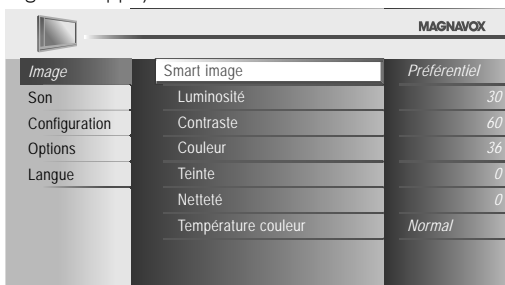 MAGNAVOX
Image Smart image Préférentiel
Son Luminosité 30
Configuration Contraste 60
Options Couleur 36
Langue Teinte 0
Netteté 0
Température couleur Normal